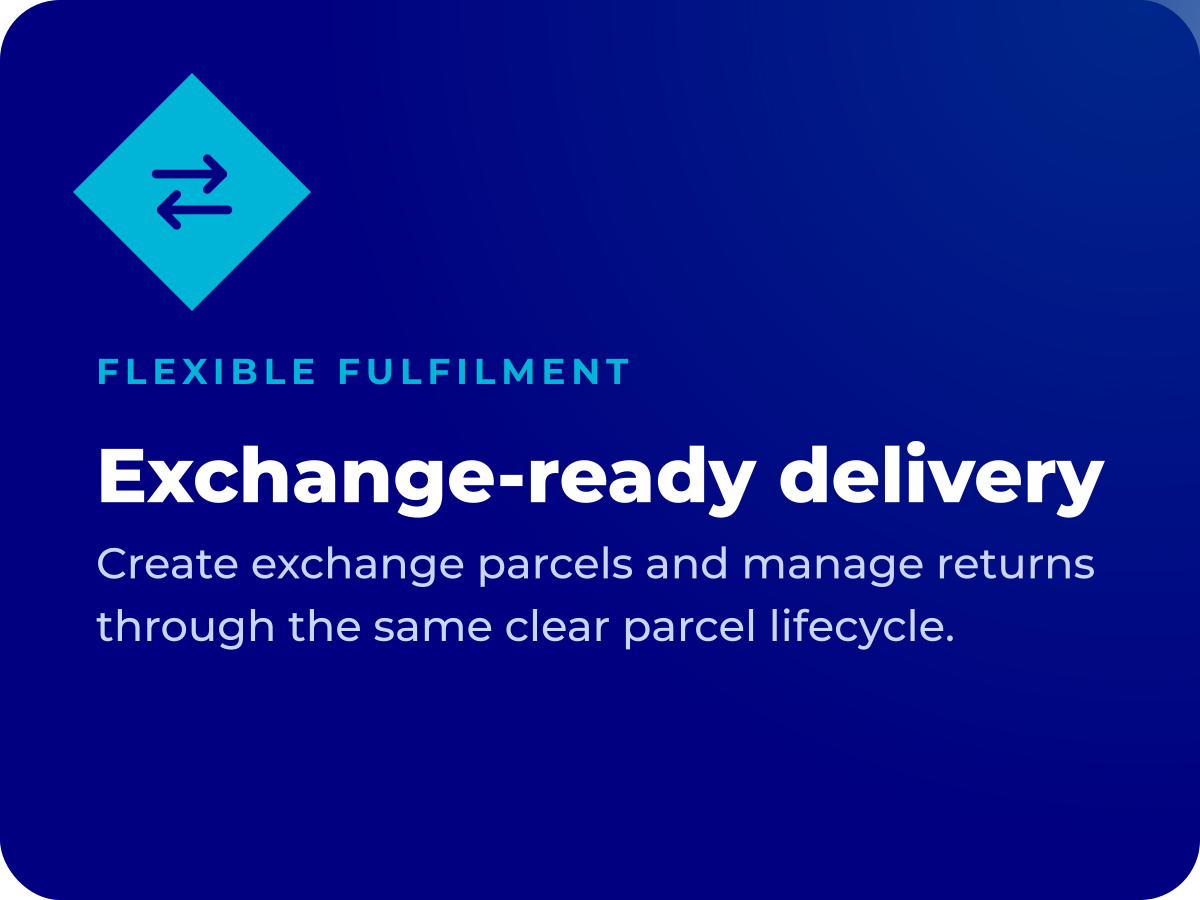 FLEXIBLE FULFILMENT
Exchange-ready delivery
Create exchange parcels and manage returns
through the same clear parcel lifecycle.